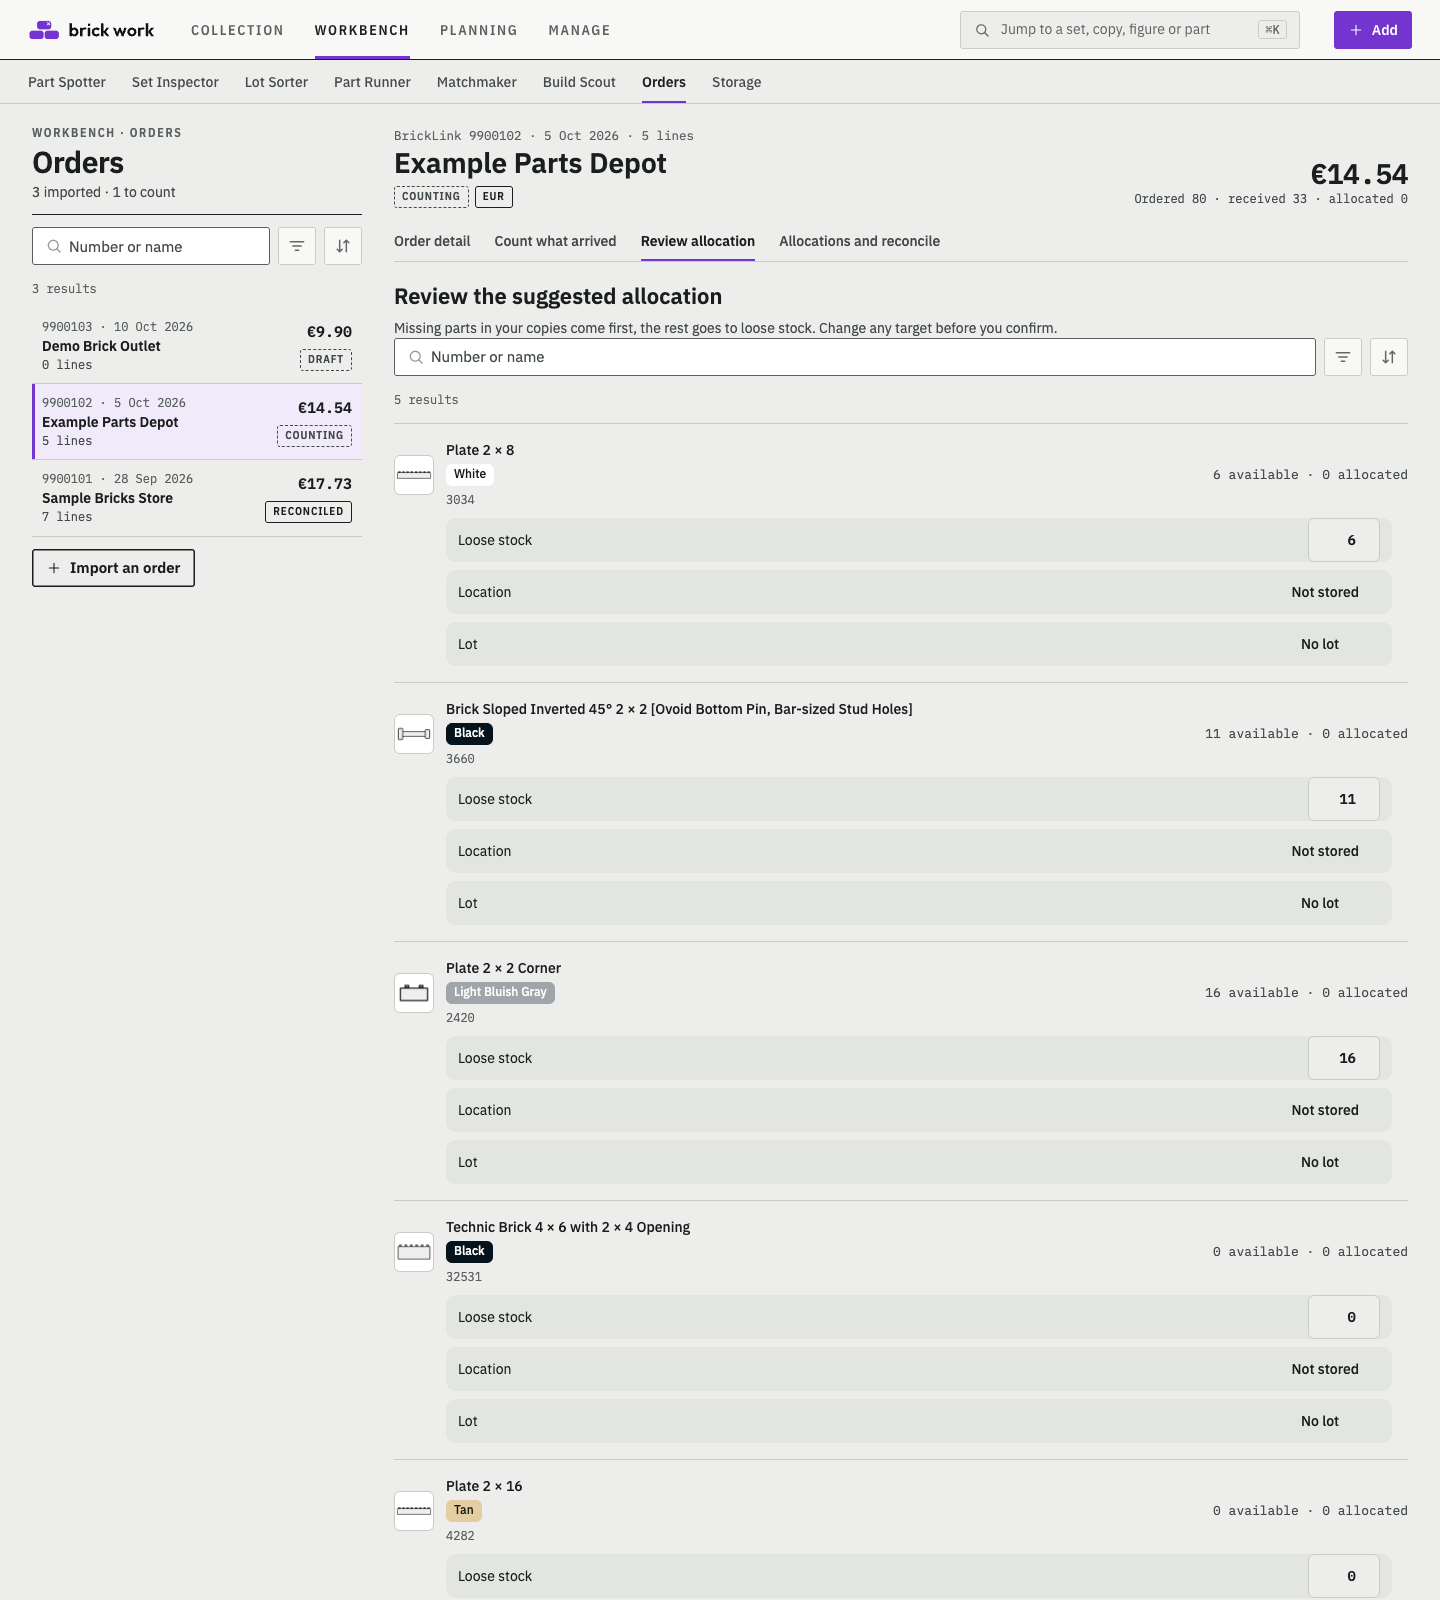 brick work
COLLECTION
WORKBENCH
PLANNING
MANAGE
Jump to a set, copy, figure or part
⌘K
+ Add
Part Spotter
Set Inspector
Lot Sorter
Part Runner
Matchmaker
Build Scout
Orders
Storage
WORKBENCH · ORDERS
Orders
3 imported · 1 to count
Number or name
3 results
9900103 · 10 Oct 2026
€9.90
Demo Brick Outlet
DRAFT
0 lines
9900102 · 5 Oct 2026
€14.54
Example Parts Depot
COUNTING
5 lines
9900101 · 28 Sep 2026
€17.73
Sample Bricks Store
RECONCILED
7 lines
+ Import an order
BrickLink 9900102 · 5 Oct 2026 · 5 lines
Example Parts Depot
COUNTING
EUR
€14.54
Ordered 80 · received 33 · allocated 0
Order detail
Count what arrived
Review allocation
Allocations and reconcile
Review the suggested allocation
Missing parts in your copies come first, the rest goes to loose stock. Change any target before you confirm.
Number or name
5 results
Plate 2 × 8
White
3034
6 available · 0 allocated
Loose stock
6
Location
Not stored
Lot
No lot
Brick Sloped Inverted 45° 2 × 2 [Ovoid Bottom Pin, Bar-sized Stud Holes]
Black
3660
11 available · 0 allocated
Loose stock
11
Location
Not stored
Lot
No lot
Plate 2 × 2 Corner
Light Bluish Gray
2420
16 available · 0 allocated
Loose stock
16
Location
Not stored
Lot
No lot
Technic Brick 4 × 6 with 2 × 4 Opening
Black
32531
0 available · 0 allocated
Loose stock
0
Location
Not stored
Lot
No lot
Plate 2 × 16
Tan
4282
0 available · 0 allocated
Loose stock
0